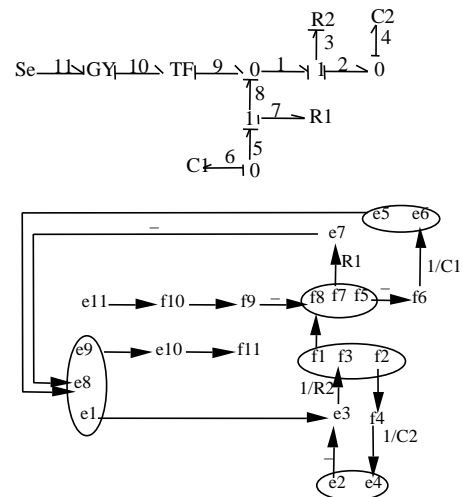 R2 C2
3 4
Se 11 GY 10 TF 9 0 1 1 2 0
8
1 7 R1
5
C1 6 0
e5 e6
– e7
R1 1/C1
e11 f10 f9 – f8 f7 f5 – f6
e9 e10 f11 f1 f3 f2
e8 1/R2
e1 e3 f4
1/C2
–
e2 e4